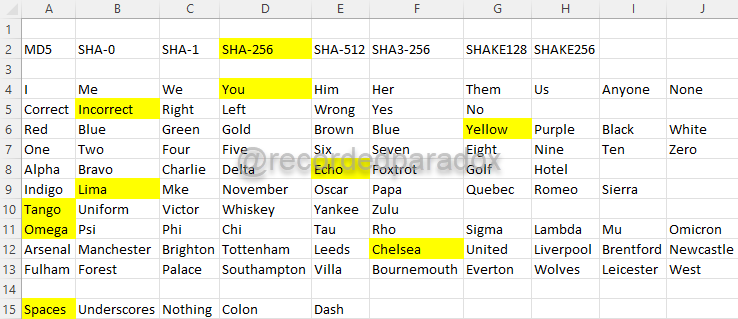 A B C D E F G H I J
1
2 MD5 SHA-0 SHA-1 SHA-256 SHA-512 SHA3-256 SHAKE128 SHAKE256
3
4 I Me We You Him Her Them Us Anyone None
5 Correct Incorrect Right Left Wrong Yes No
6 Red Blue Green Gold Brown Blue Yellow Purple Black White
7 One Two Four Five Six Seven Eight Nine Ten Zero
@recordedparadox
8 Alpha Bravo Charlie Delta Echo Foxtrot Golf Hotel
9 Indigo Lima Mke November Oscar Papa Quebec Romeo Sierra
10 Tango Uniform Victor Whiskey Yankee Zulu
11 Omega Psi Phi Chi Tau Rho Sigma Lambda Mu Omicron
12 Arsenal Manchester Brighton Tottenham Leeds Chelsea United Liverpool Brentford Newcastle
13 Fulham Forest Palace Southampton Villa Bournemouth Everton Wolves Leicester West
14
15 Spaces Underscores Nothing Colon Dash